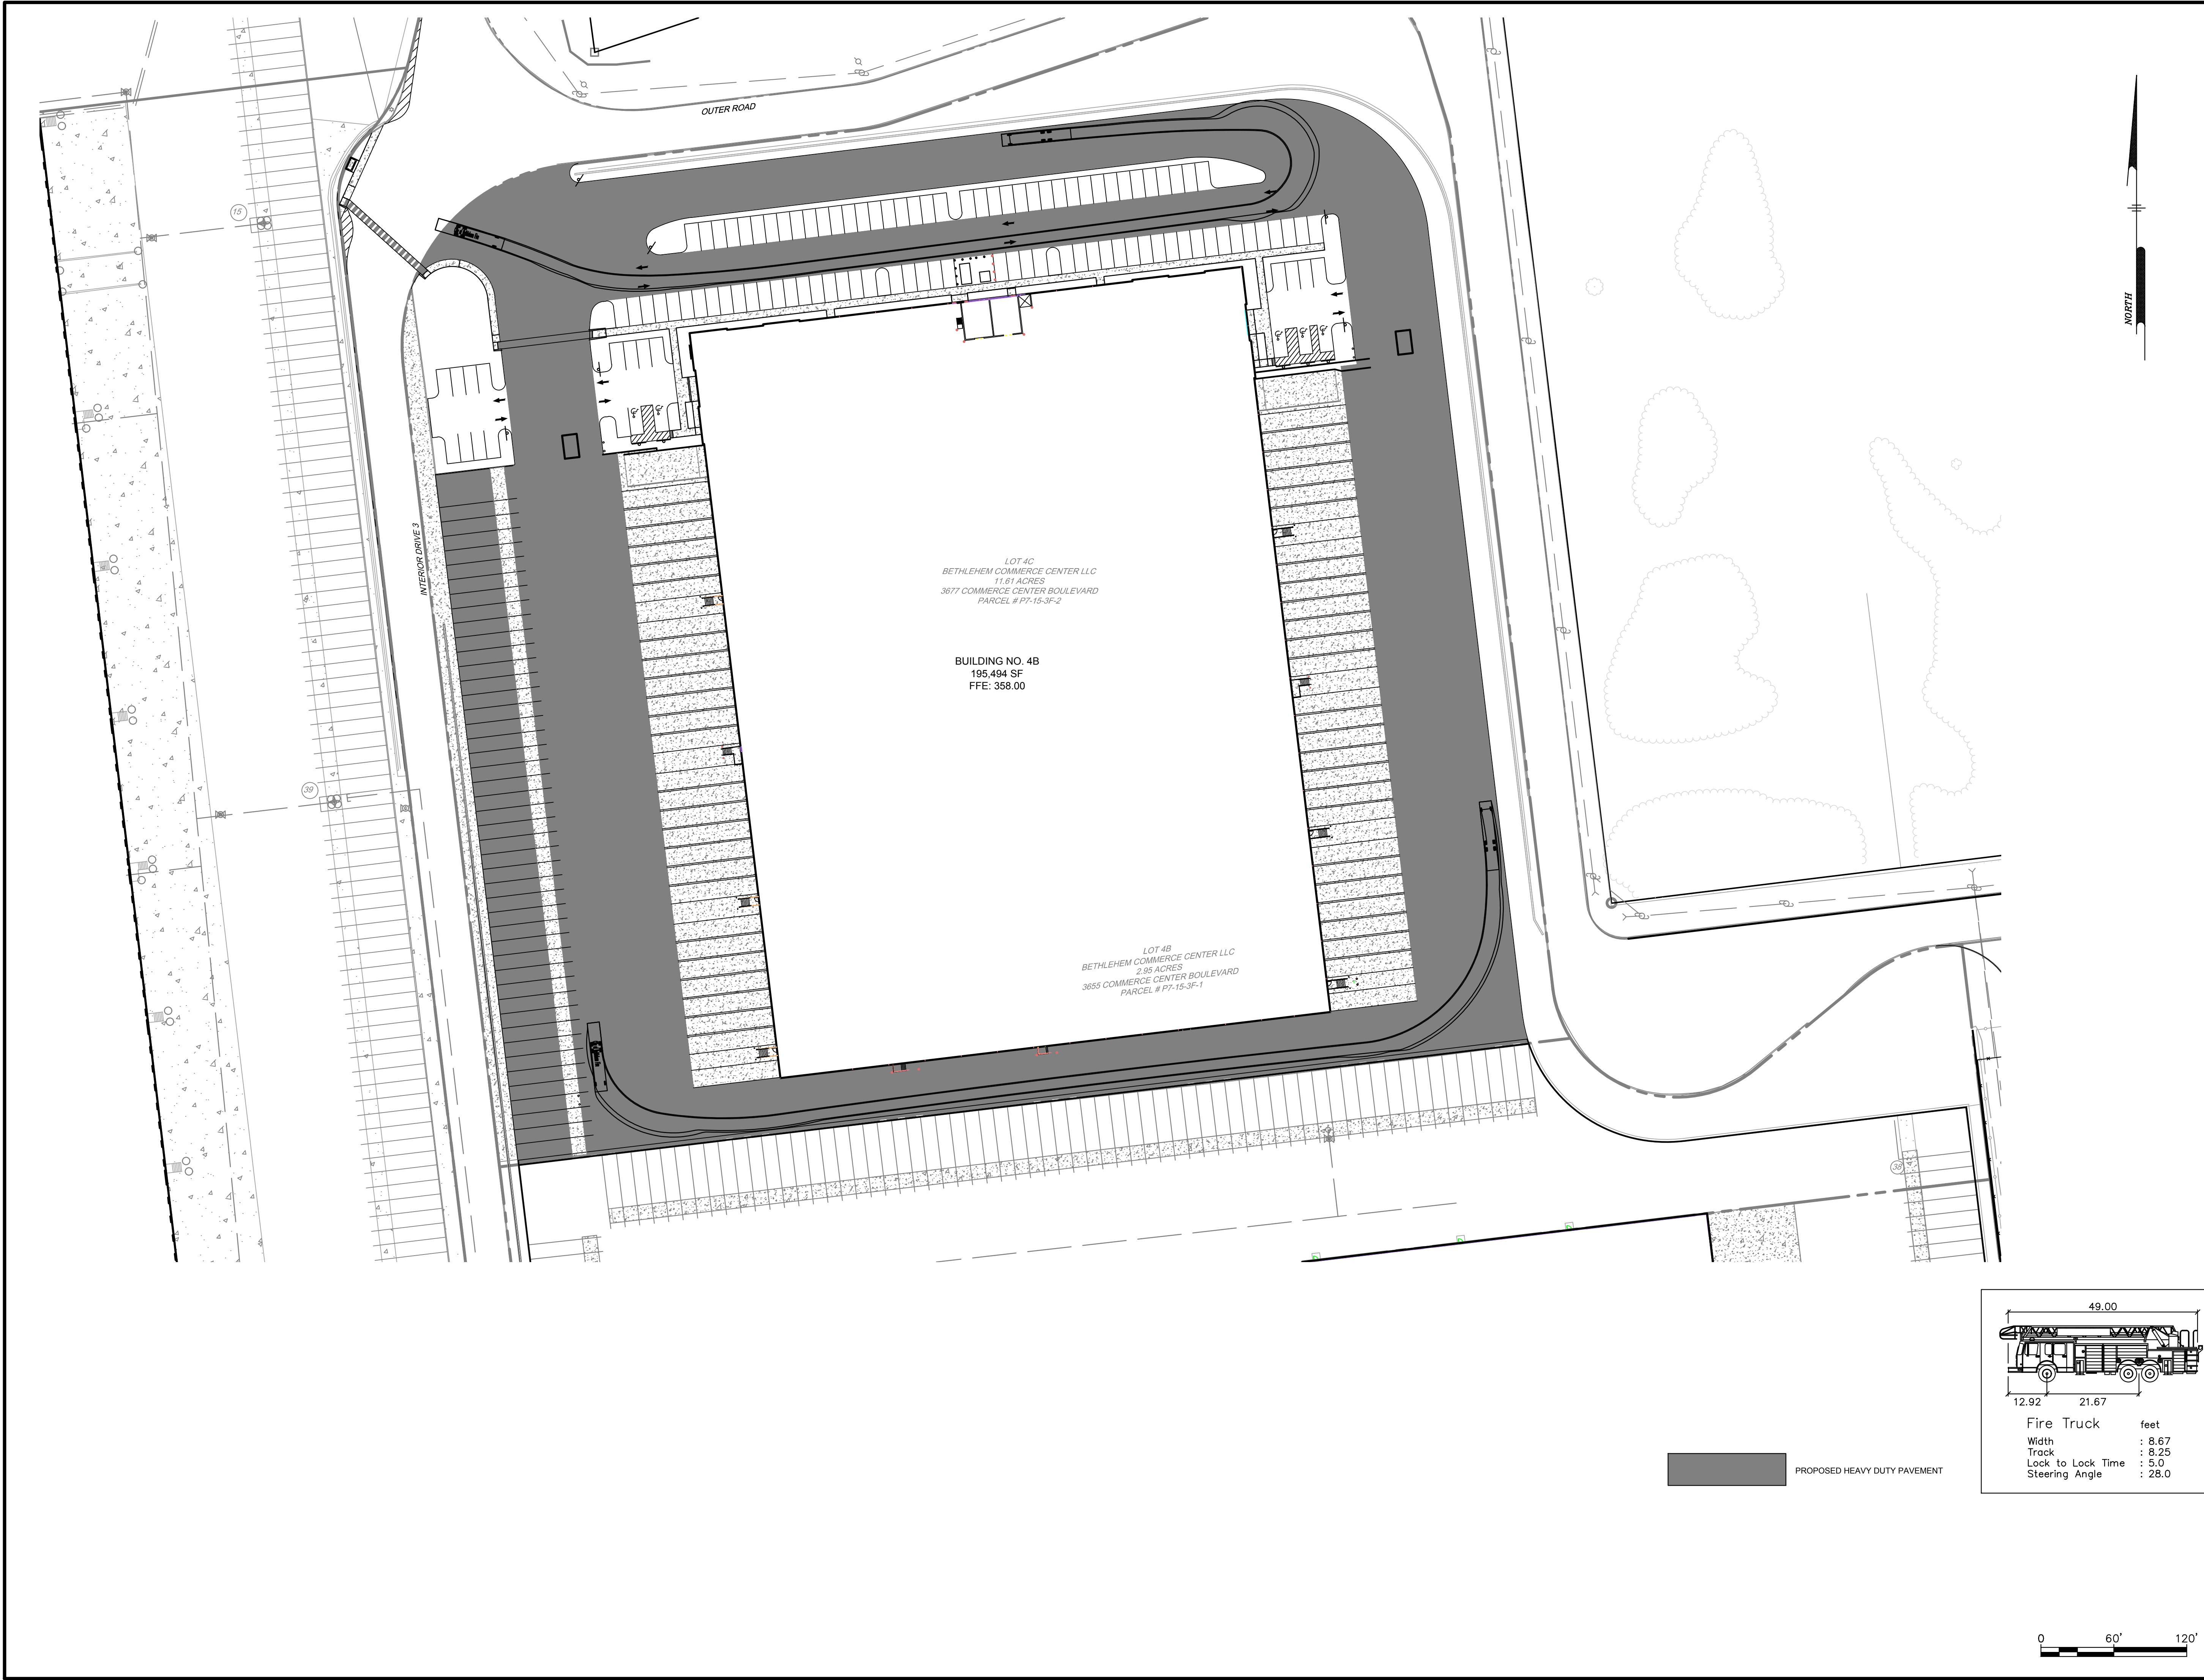 OUTER ROAD
15
NORTH
INTERIOR DRIVE 3
LOT 4C
BETHLEHEM COMMERCE CENTER LLC
11.61 ACRES
3677 COMMERCE CENTER BOULEVARD
PARCEL # P7-15-3F-2
BUILDING NO. 4B
195,494 SF
FFE: 358.00
39
LOT 4B
BETHLEHEM COMMERCE CENTER LLC
2.95 ACRES
3655 COMMERCE CENTER BOULEVARD
PARCEL # P7-15-3F-1
38
49.00
12.92 21.67
Fire Truck feet
Width : 8.67
Track : 8.25
Lock to Lock Time : 5.0
Steering Angle : 28.0
PROPOSED HEAVY DUTY PAVEMENT
0 60' 120'